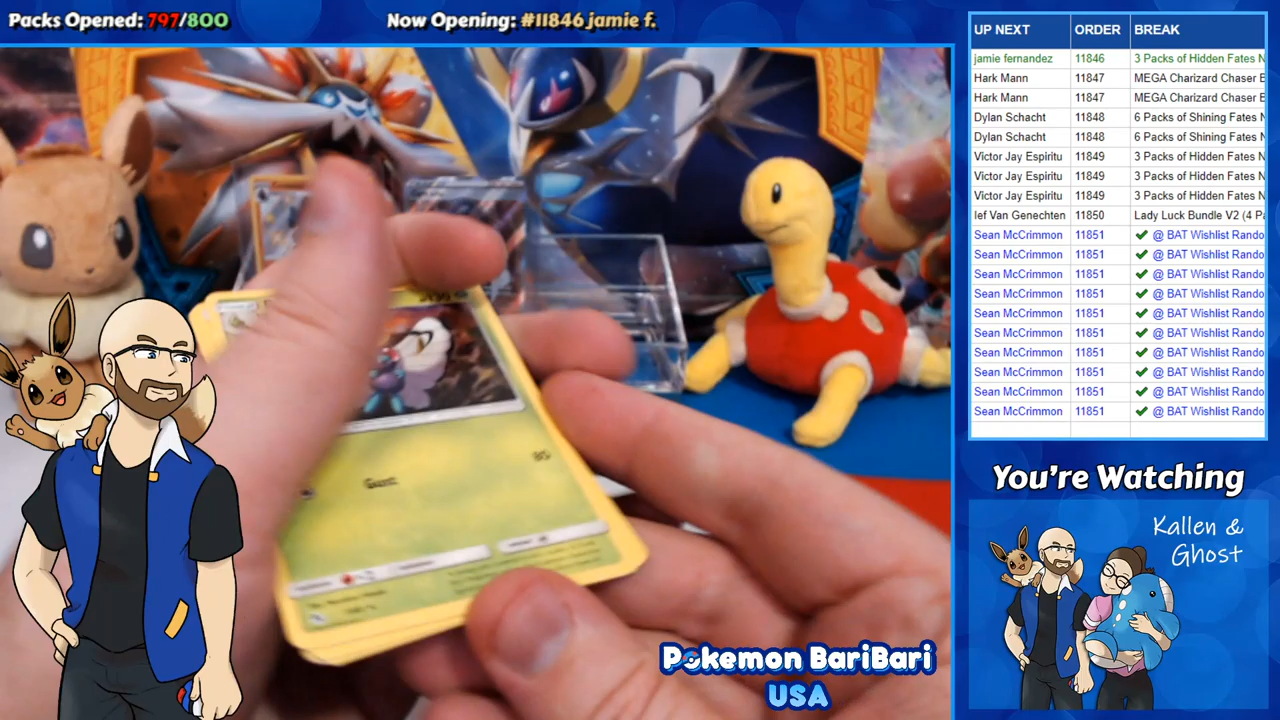 Packs Opened: 797/800
Now Opening: #11846 jamie f.
UP NEXT ORDER BREAK
jamie fernandez 11846 3 Packs of Hidden Fates N
Hark Mann 11847 MEGA Charizard Chaser B
Hark Mann 11847 MEGA Charizard Chaser B
Dylan Schacht 11848 6 Packs of Shining Fates N
Dylan Schacht 11848 6 Packs of Shining Fates N
Victor Jay Espiritu 11849 3 Packs of Hidden Fates N
Victor Jay Espiritu 11849 3 Packs of Hidden Fates N
Victor Jay Espiritu 11849 3 Packs of Hidden Fates N
Ief Van Genechten 11850 Lady Luck Bundle V2 (4 Pa
Sean McCrimmon 11851 ✔ @ BAT Wishlist Rando
Sean McCrimmon 11851 ✔ @ BAT Wishlist Rando
Sean McCrimmon 11851 ✔ @ BAT Wishlist Rando
Sean McCrimmon 11851 ✔ @ BAT Wishlist Rando
Sean McCrimmon 11851 ✔ @ BAT Wishlist Rando
Sean McCrimmon 11851 ✔ @ BAT Wishlist Rando
Sean McCrimmon 11851 ✔ @ BAT Wishlist Rando
Sean McCrimmon 11851 ✔ @ BAT Wishlist Rando
Sean McCrimmon 11851 ✔ @ BAT Wishlist Rando
Sean McCrimmon 11851 ✔ @ BAT Wishlist Rando
Gust
85
You're Watching
Kallen &
Ghost
Pokemon BariBari
USA